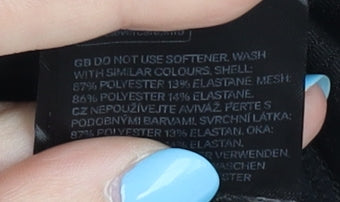 GB DO NOT USE SOFTENER. WASH
WITH SIMILAR COLOURS. SHELL:
87% POLYESTER 13% ELASTANE. MESH:
86% POLYESTER 14% ELASTANE.
CZ NEPOUŽÍVEJTE AVIVÁŽ. PERTE S
PODOBNÝMI BARVAMI. SVRCHNÍ LÁTKA:
87% POLYESTER 13% ELASTAN. OKA:
ELASTAN.
VERWENDEN.
WASCHEN